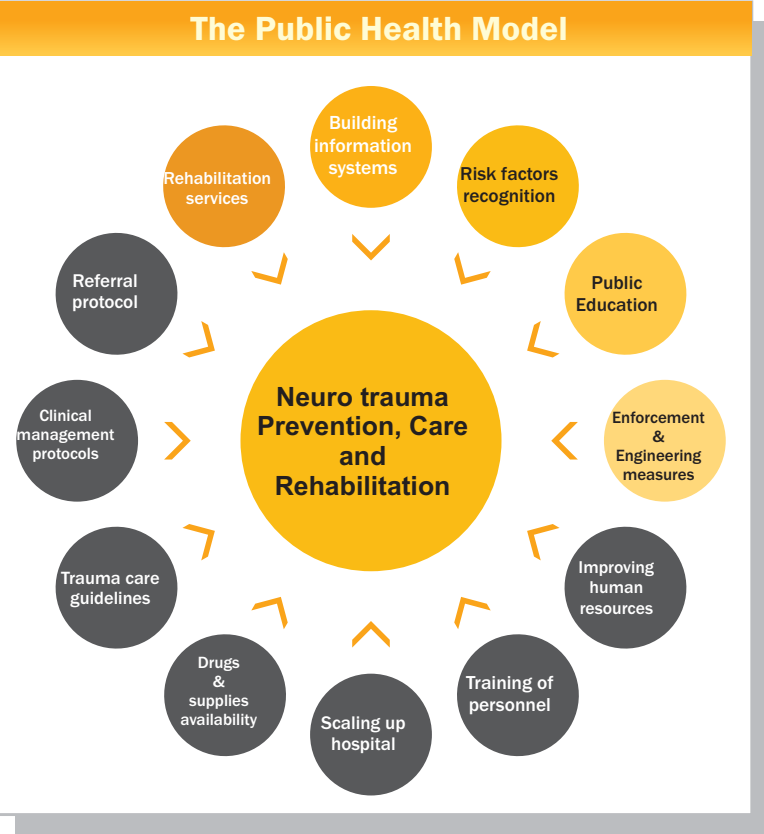 The Public Health Model
Building
information
systems
Risk factors
recognition
Public
Education
Enforcement
&
Engineering
measures
Improving
human
resources
Training of
personnel
Scaling up
hospital
Drugs
&
supplies
availability
Trauma care
guidelines
Clinical
management
protocols
Referral
protocol
Rehabilitation
services
Neuro trauma
Prevention, Care
and
Rehabilitation